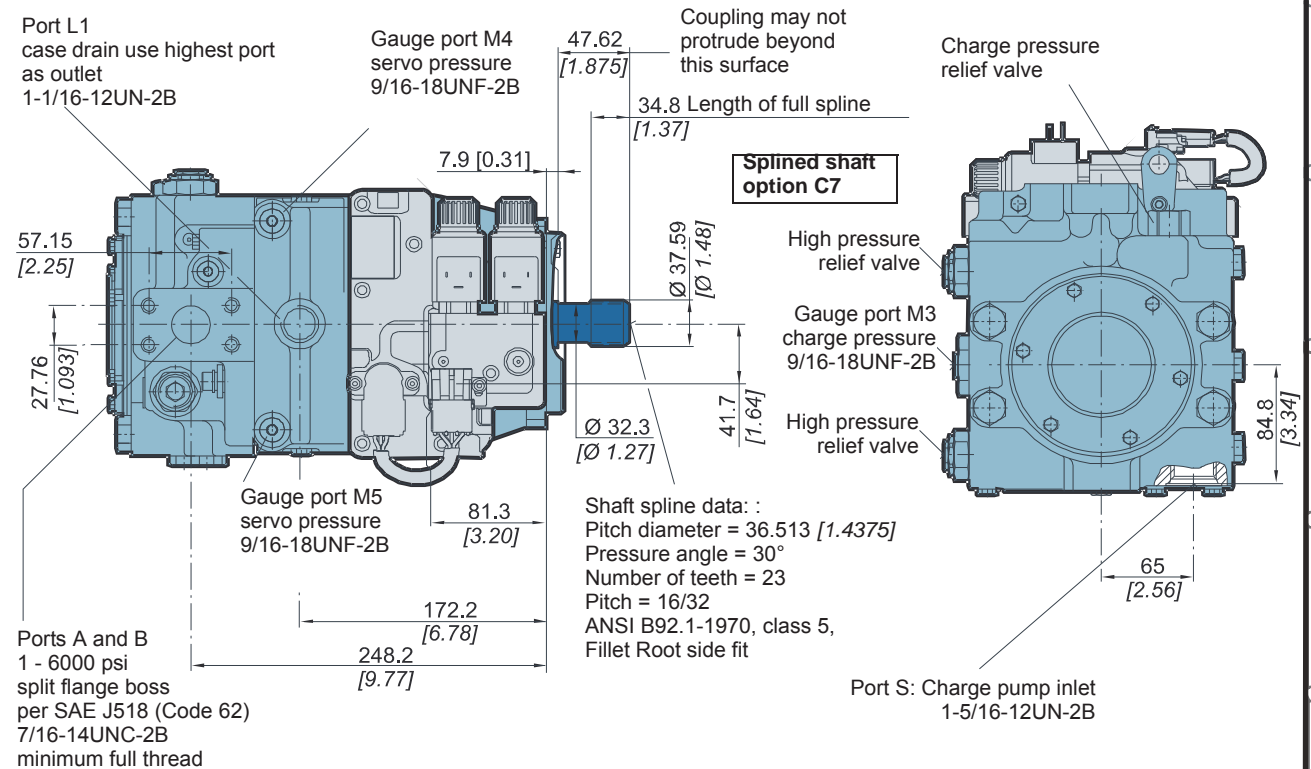 Port L1
case drain use highest port
as outlet
1-1/16-12UN-2B
Gauge port M4
servo pressure
9/16-18UNF-2B
47.62
[1.875]
Coupling may not
protrude beyond
this surface
34.8 Length of full spline
[1.37]
Charge pressure
relief valve
7.9 [0.31]
Splined shaft
option C7
57.15
[2.25]
Ø 37.59
[Ø 1.48]
High pressure
relief valve
Gauge port M3
charge pressure
9/16-18UNF-2B
High pressure
relief valve
27.76
[1.093]
41.7
[1.64]
84.8
[3.34]
Ø 32.3
[Ø 1.27]
Gauge port M5
servo pressure
9/16-18UNF-2B
81.3
[3.20]
Shaft spline data: :
Pitch diameter = 36.513 [1.4375]
Pressure angle = 30°
Number of teeth = 23
Pitch = 16/32
ANSI B92.1-1970, class 5,
Fillet Root side fit
65
[2.56]
172.2
[6.78]
248.2
[9.77]
Ports A and B
1 - 6000 psi
split flange boss
per SAE J518 (Code 62)
7/16-14UNC-2B
minimum full thread
Port S: Charge pump inlet
1-5/16-12UN-2B